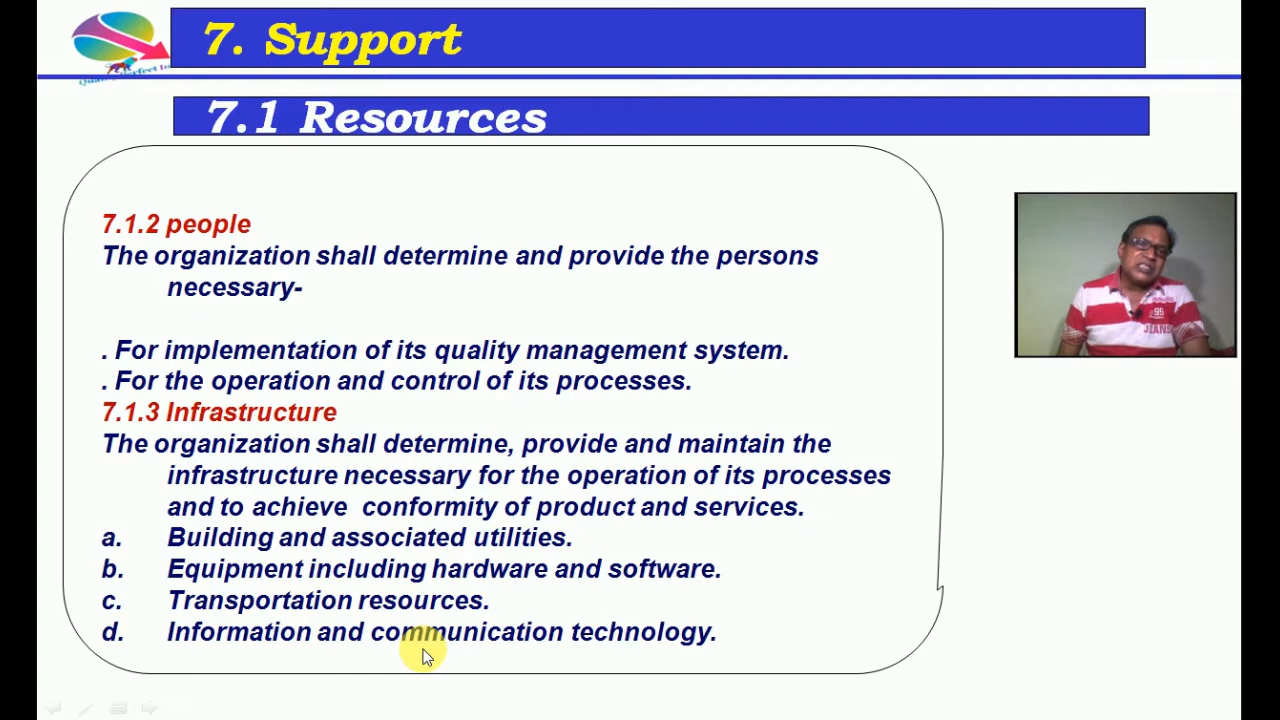 7. Support
7.1 Resources
7.1.2 people
The organization shall determine and provide the persons
necessary-
. For implementation of its quality management system.
. For the operation and control of its processes.
7.1.3 Infrastructure
The organization shall determine, provide and maintain the
infrastructure necessary for the operation of its processes
and to achieve conformity of product and services.
a. Building and associated utilities.
b. Equipment including hardware and software.
c. Transportation resources.
d. Information and communication technology.
95